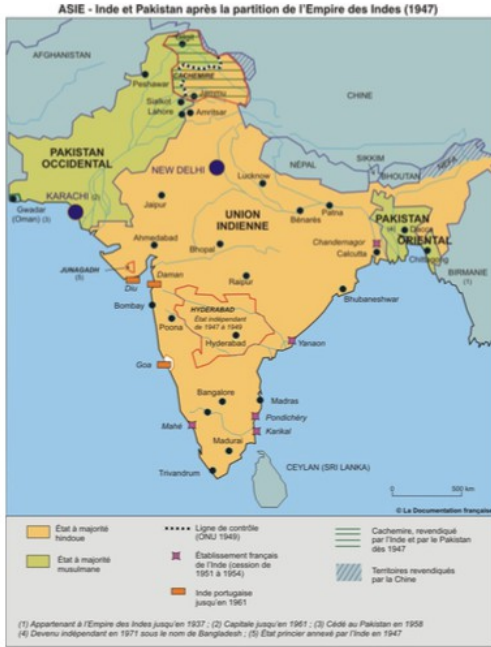 ASIE - Inde et Pakistan après la partition de l'Empire des Indes (1947)
AFGHANISTAN
CACHEMIRE
Peshawar
Jammu
Sialkot
Lahore
Amritsar
CHINE
PAKISTAN
OCCIDENTAL
NEW DELHI
NÉPAL
SIKKIM
BHOUTAN
NEFA
KARACHI (2)
Gwadar
(Oman) (3)
Jaipur
Lucknow
UNION
INDIENNE
Bénarès
Patna
PAKISTAN
(4)
Dacca
ORIENTAL
Chittagong
Ahmedabad
Bhopal
Chandernagor
Calcutta
JUNAGADH
(5)
Diu
Daman
Raipur
BIRMANIE
(1)
Bombay
Bhubaneshwar
HYDERABAD
État indépendant
de 1947 à 1949
Poona
Hyderabad
Yanaon
Goa
Bangalore
Madras
Mahé
Pondichéry
Karikal
Madurai
Trivandrum
CEYLAN (SRI LANKA)
0
500 km
© La Documentation française
État à majorité
hindoue
État à majorité
musulmane
Ligne de contrôle
(ONU 1949)
Établissement français
de l'Inde (cession de
1951 à 1954)
Inde portugaise
jusqu'en 1961
Cachemire, revendiqué
par l'Inde et par le Pakistan
dès 1947
Territoires revendiqués
par la Chine
(1) Appartenant à l'Empire des Indes jusqu'en 1937 ; (2) Capitale jusqu'en 1961 ; (3) Cédé au Pakistan en 1958
(4) Devenu indépendant en 1971 sous le nom de Bangladesh ; (5) État princier annexé par l'Inde en 1947